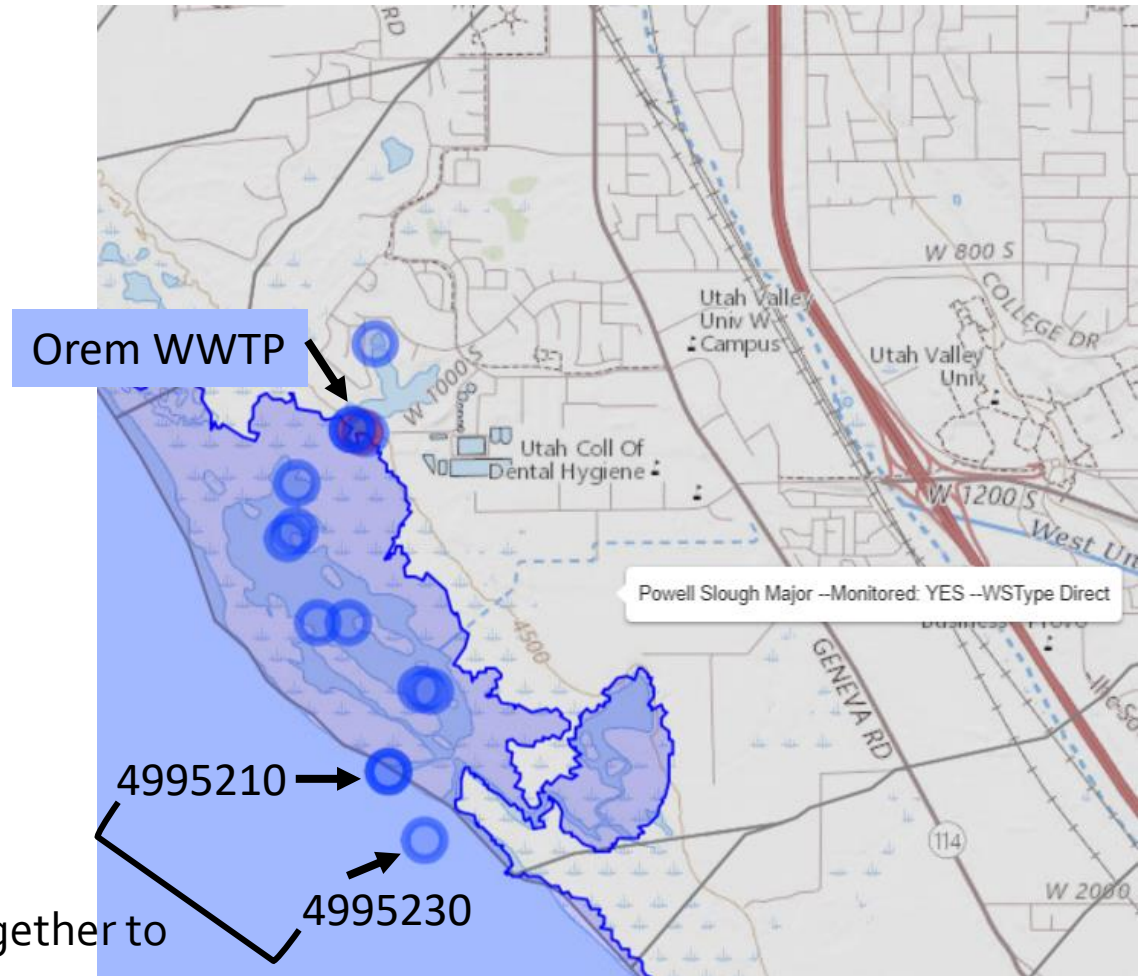 RD
W 800 S
COLLEGE DR
Utah Valley
Univ W
Campus
Utah Valley
Univ
Orem WWTP
W 1000 S
Utah Coll Of
Dental Hygiene
W 1200 S
West Un
Powell Slough Major --Monitored: YES --WSType Direct
4500
GENEVA RD
4995210
114
4995230
W 2000
gether to